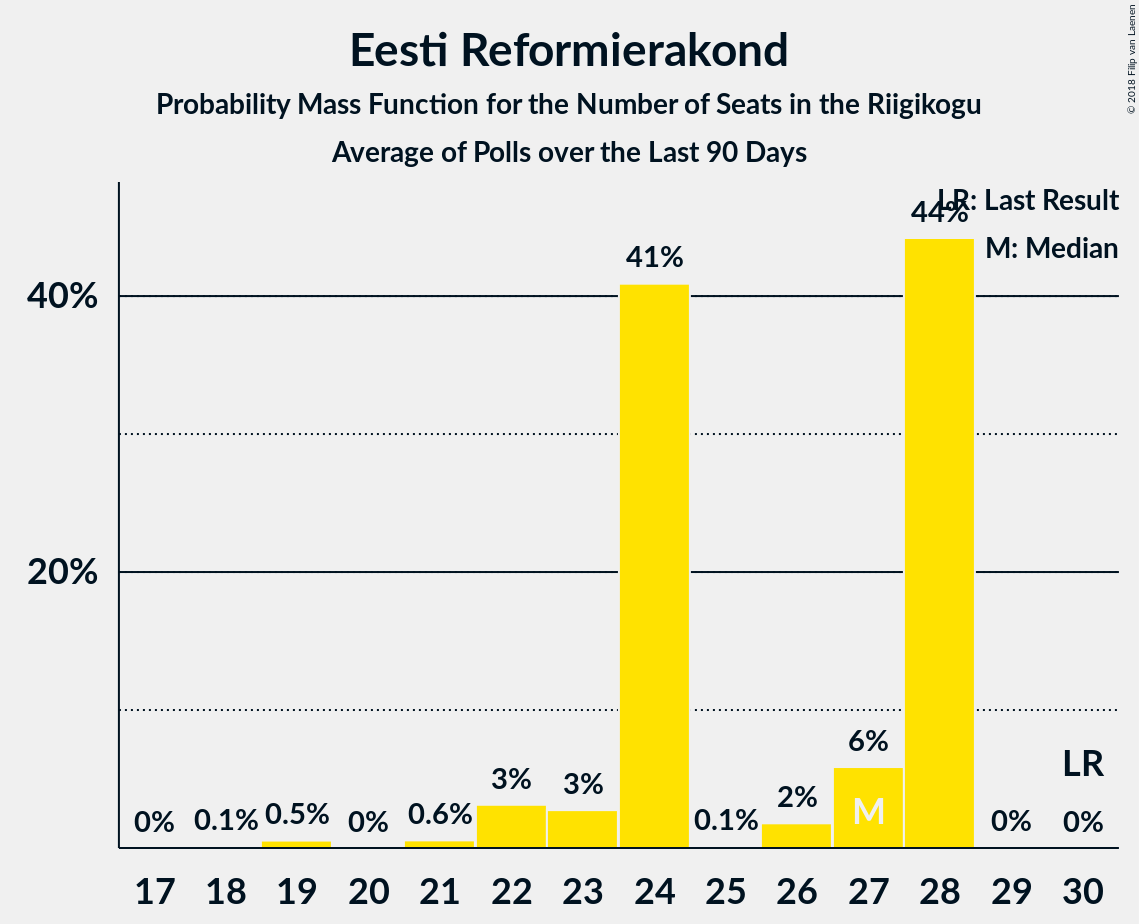 Eesti Reformierakond
Probability Mass Function for the Number of Seats in the Riigikogu
Average of Polls over the Last 90 Days
© 2018 Filip van Laenen
LR: Last Result
M: Median
40%
20%
0%
0.1%
0.5%
0%
0.6%
3%
3%
41%
0.1%
2%
6%
44%
0%
0%
M
LR
17 18 19 20 21 22 23 24 25 26 27 28 29 30